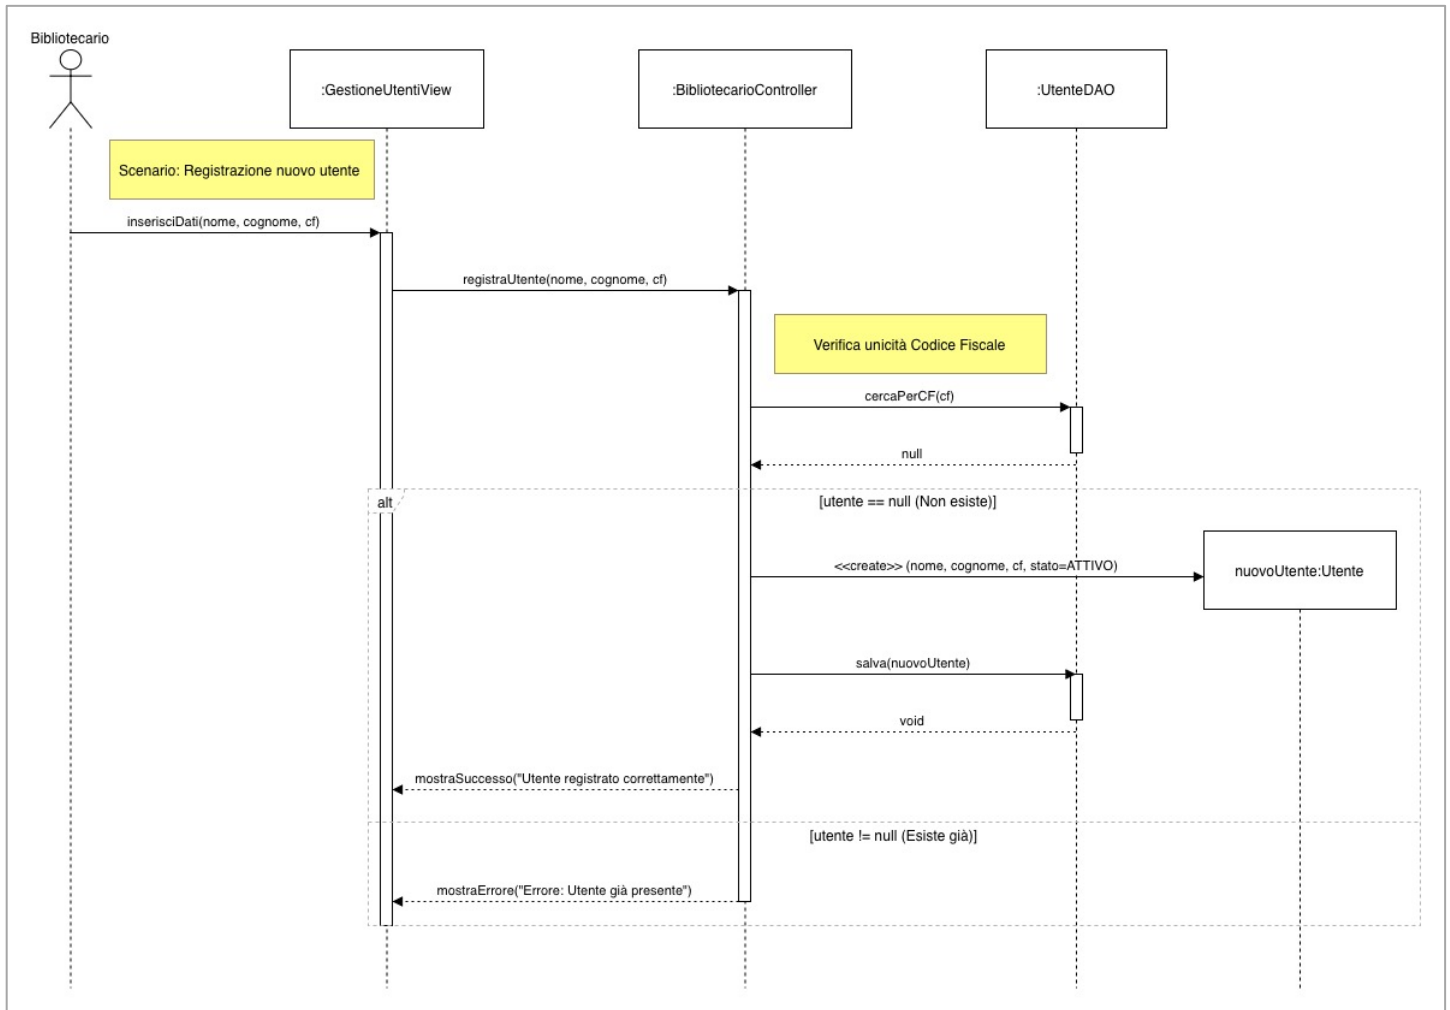 Bibliotecario
:GestioneUtentiView
:BibliotecarioController
:UtenteDAO
Scenario: Registrazione nuovo utente
inserisciDati(nome, cognome, cf)
registraUtente(nome, cognome, cf)
Verifica unicità Codice Fiscale
cercaPerCF(cf)
null
alt
[utente == null (Non esiste)]
<<create>> (nome, cognome, cf, stato=ATTIVO)
nuovoUtente:Utente
salva(nuovoUtente)
void
mostraSuccesso("Utente registrato correttamente")
[utente != null (Esiste già)]
mostraErrore("Errore: Utente già presente")